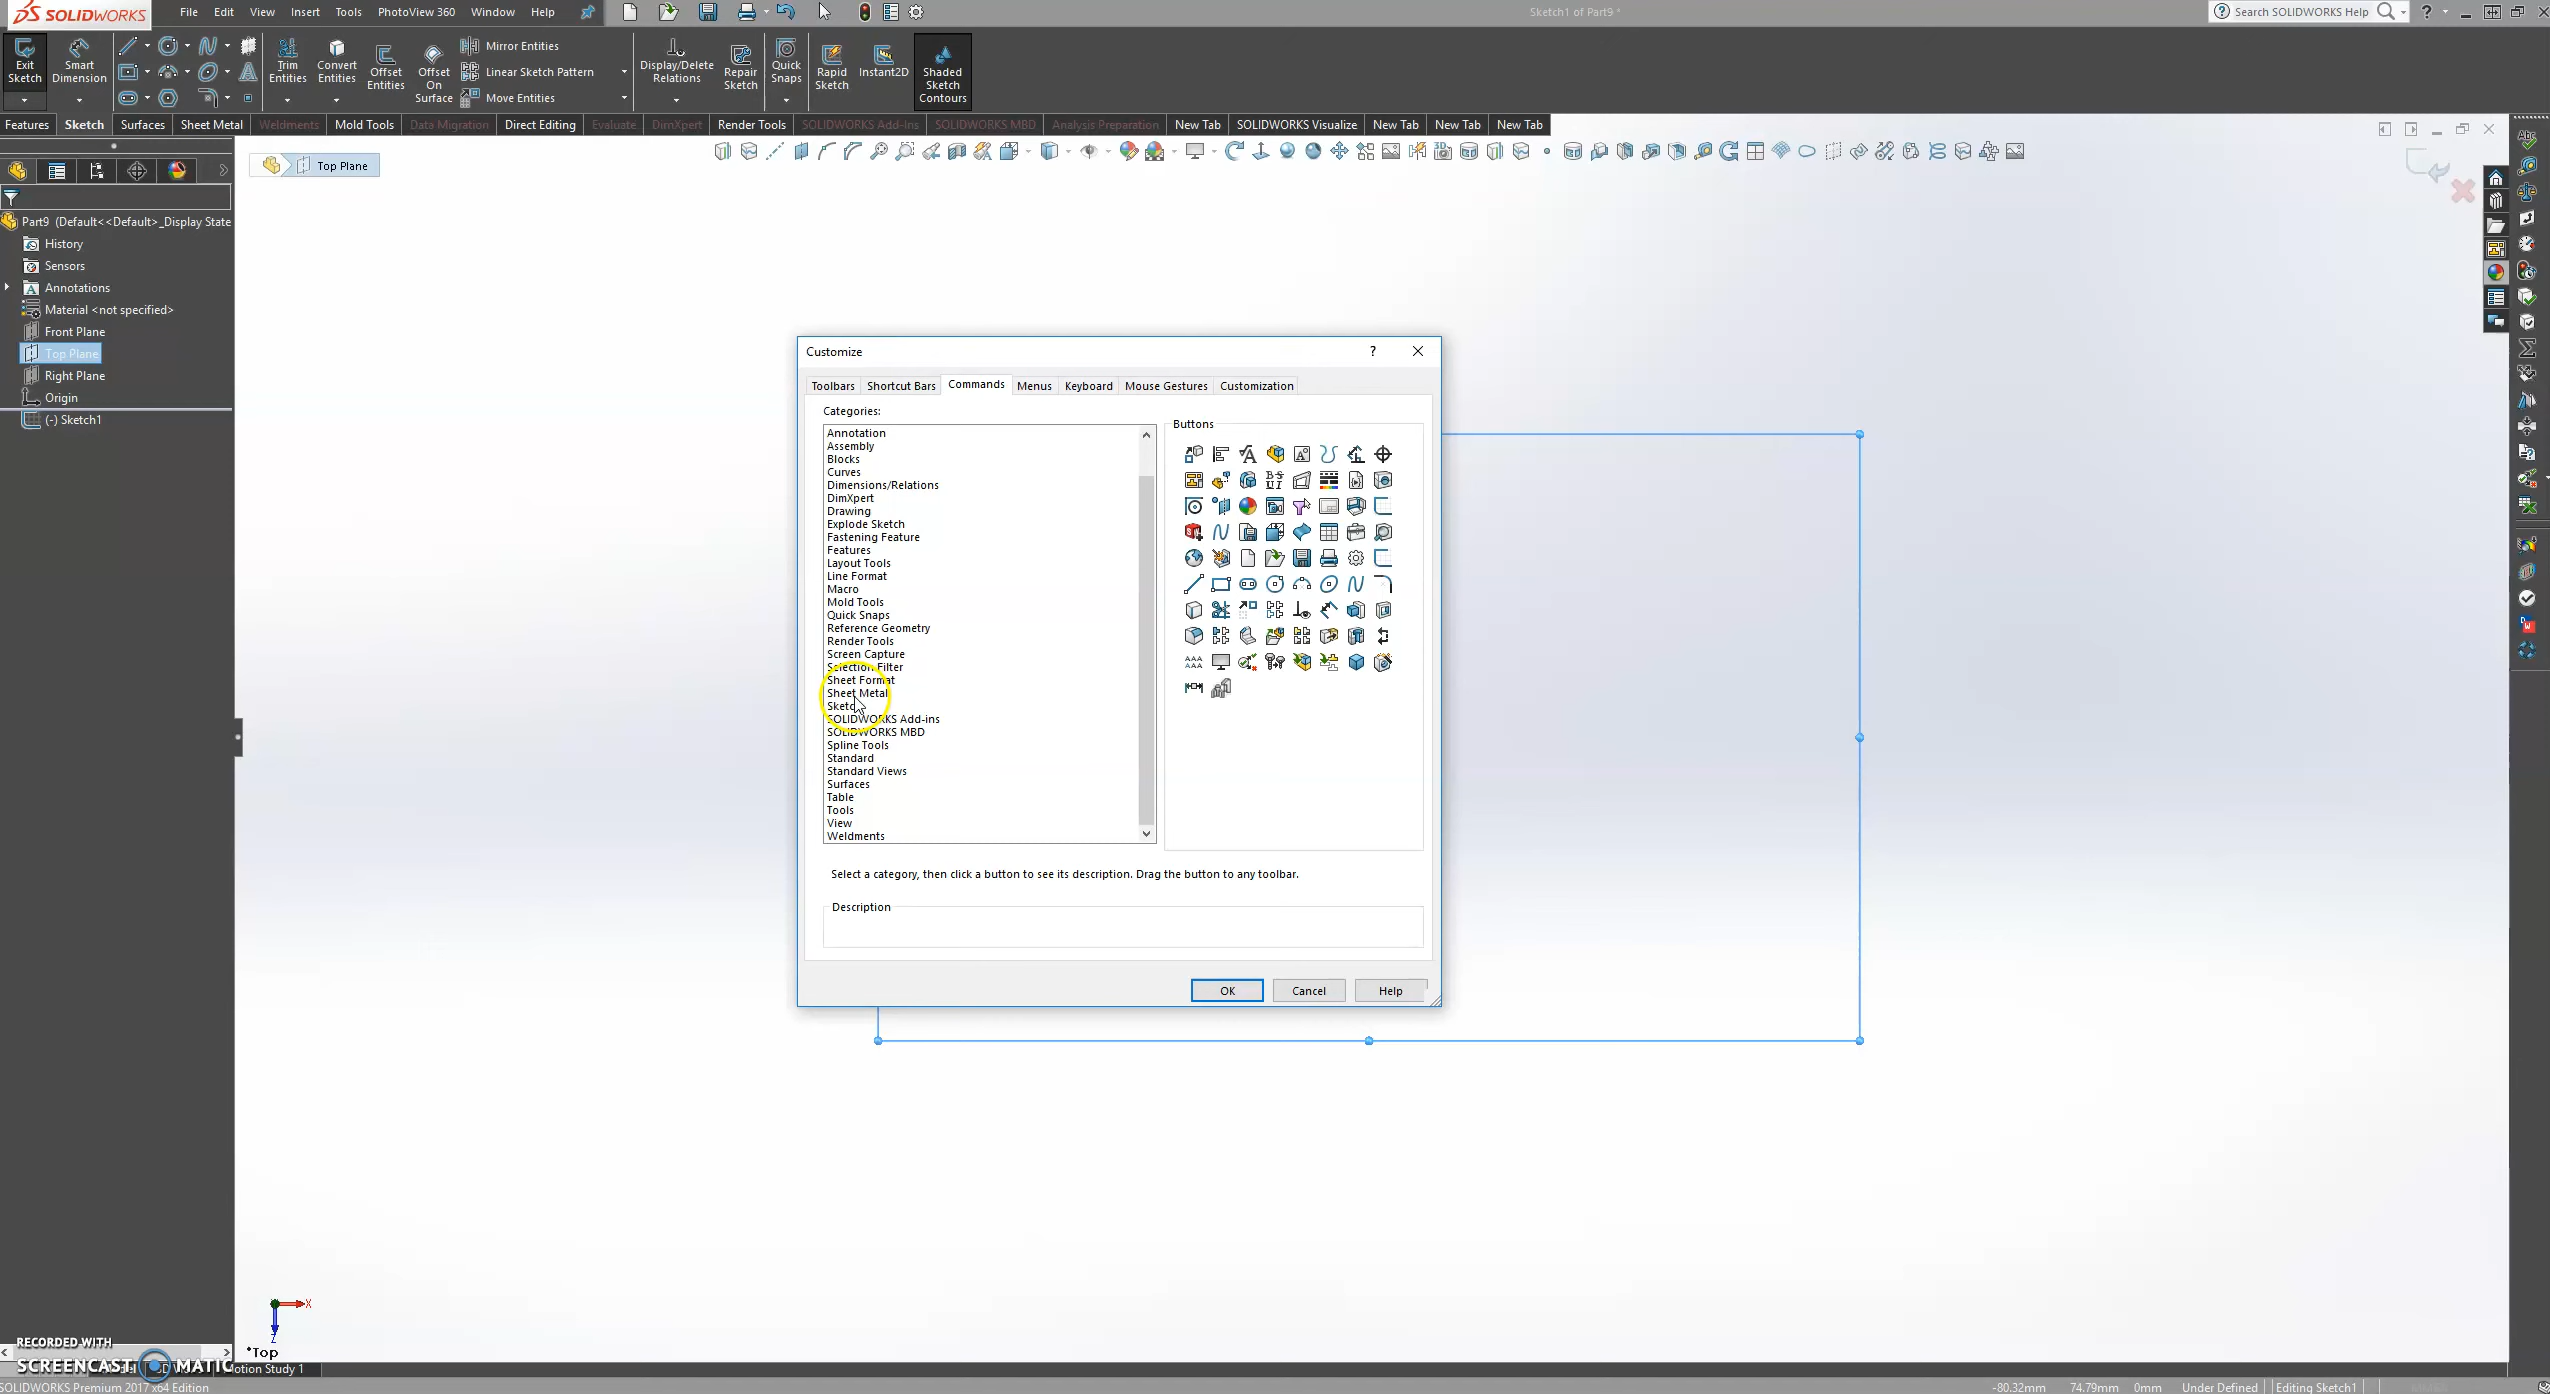 SOLIDWORKS File Edit View Insert Tools PhotoView 360 Window Help Sketch1 of Part9 * Search SOLIDWORKS Help
Exit Sketch
Smart Dimension
Trim Entities
Convert Entities
Offset Entities
Offset On Surface
Mirror Entities
Linear Sketch Pattern
Move Entities
Display/Delete Relations
Repair Sketch
Quick Snaps
Rapid Sketch
Instant2D
Shaded Sketch Contours
Features Sketch Surfaces Sheet Metal Weldments Mold Tools Data Migration Direct Editing Evaluate DimXpert Render Tools SOLIDWORKS Add-Ins SOLIDWORKS MBD Analysis Preparation New Tab SOLIDWORKS Visualize New Tab New Tab New Tab
Top Plane
Part9 (Default<<Default>_Display State
History
Sensors
Annotations
Material <not specified>
Front Plane
Top Plane
Right Plane
Origin
(-) Sketch1
Customize
Toolbars Shortcut Bars Commands Menus Keyboard Mouse Gestures Customization
Categories:
Buttons
Annotation
Assembly
Blocks
Curves
Dimensions/Relations
DimXpert
Drawing
Explode Sketch
Fastening Feature
Features
Layout Tools
Line Format
Macro
Mold Tools
Quick Snaps
Reference Geometry
Render Tools
Screen Capture
Selection Filter
Sheet Format
Sheet Metal
Sketch
SOLIDWORKS Add-ins
SOLIDWORKS MBD
Spline Tools
Standard
Standard Views
Surfaces
Table
Tools
View
Weldments
Select a category, then click a button to see its description. Drag the button to any toolbar.
Description
OK Cancel Help
X
Z
*Top
RECORDED WITH
SCREENCAST MATIC
Motion Study 1
SOLIDWORKS Premium 2017 x64 Edition
-80.32mm 74.79mm 0mm Under Defined Editing Sketch1